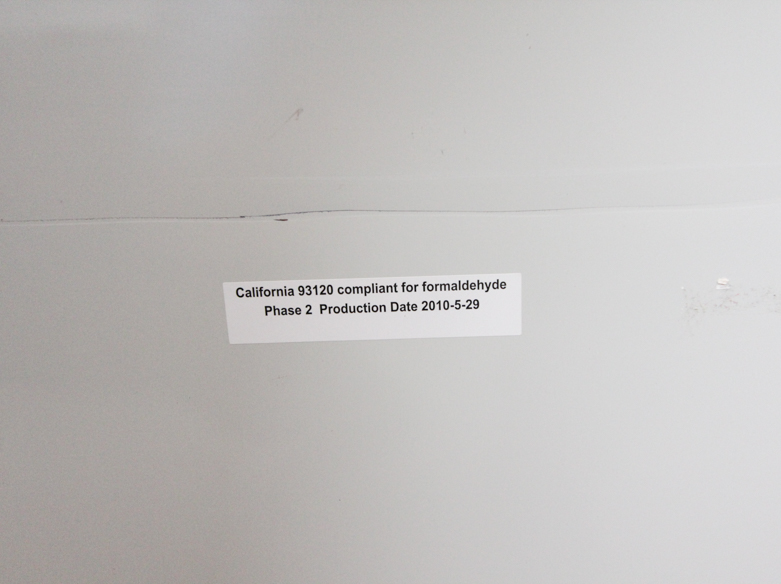 California 93120 compliant for formaldehyde
Phase 2  Production Date 2010-5-29